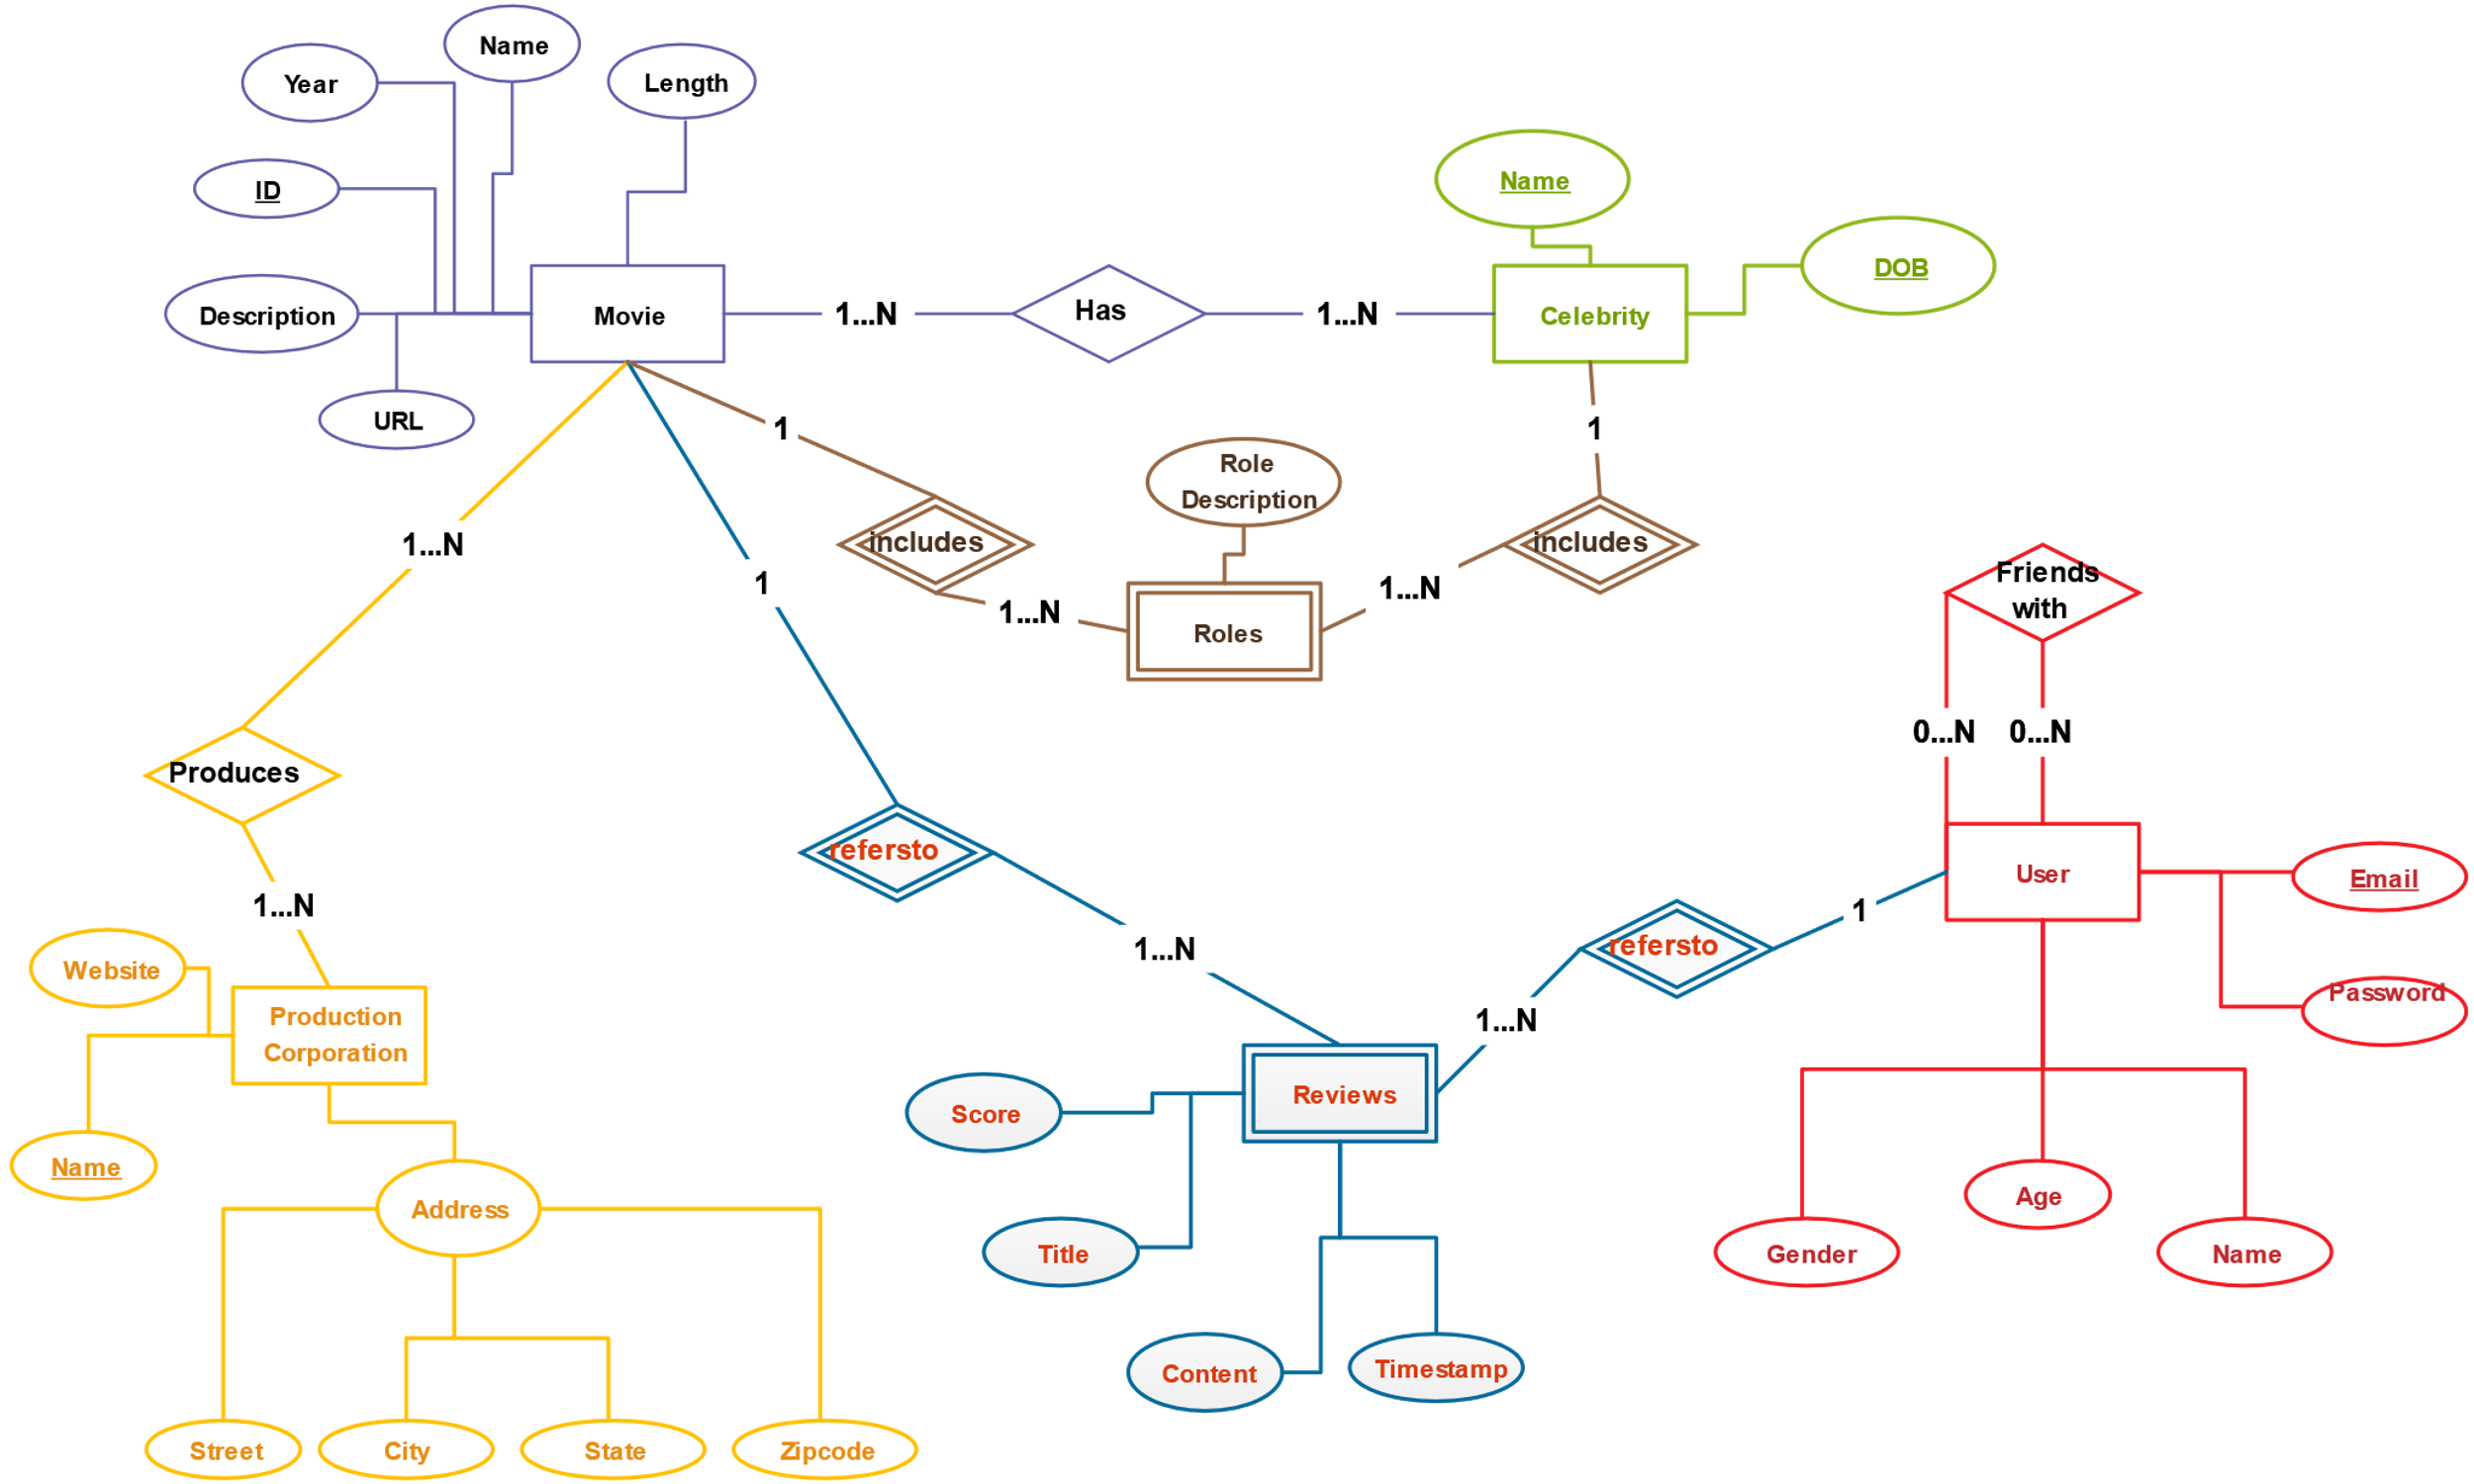 Name
Year
Length
ID
Name
DOB
Description
Movie
1...N
Has
1...N
Celebrity
URL
1
1
Role
Description
1...N
includes
includes
1
1...N
1...N
Roles
Friends
with
0...N
0...N
Produces
refersto
User
Email
1...N
1
refersto
1...N
Website
Password
Production
Corporation
1...N
Score
Reviews
Name
Address
Age
Title
Gender
Name
Content
Timestamp
Street
City
State
Zipcode